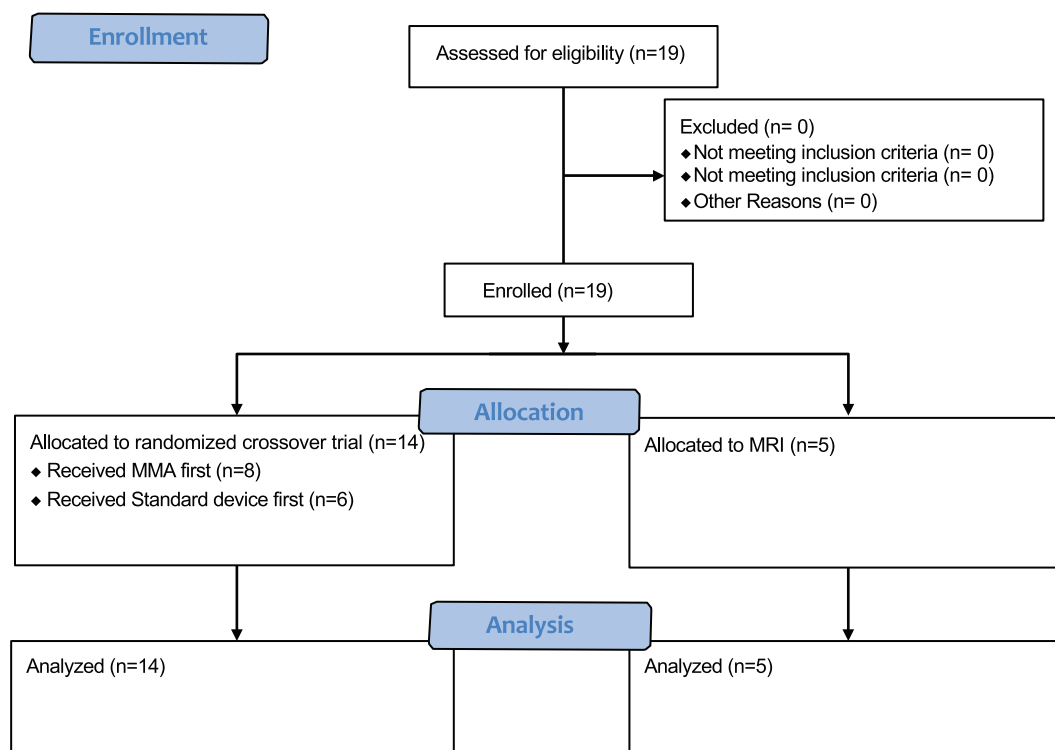 Enrollment
Assessed for eligibility (n=19)
Excluded (n= 0)
◆Not meeting inclusion criteria (n= 0)
◆Not meeting inclusion criteria (n= 0)
◆Other Reasons (n= 0)
Enrolled (n=19)
Allocation
Allocated to randomized crossover trial (n=14)
◆ Received MMA first (n=8)
◆ Received Standard device first (n=6)
Allocated to MRI (n=5)
Analysis
Analyzed (n=14)
Analyzed (n=5)